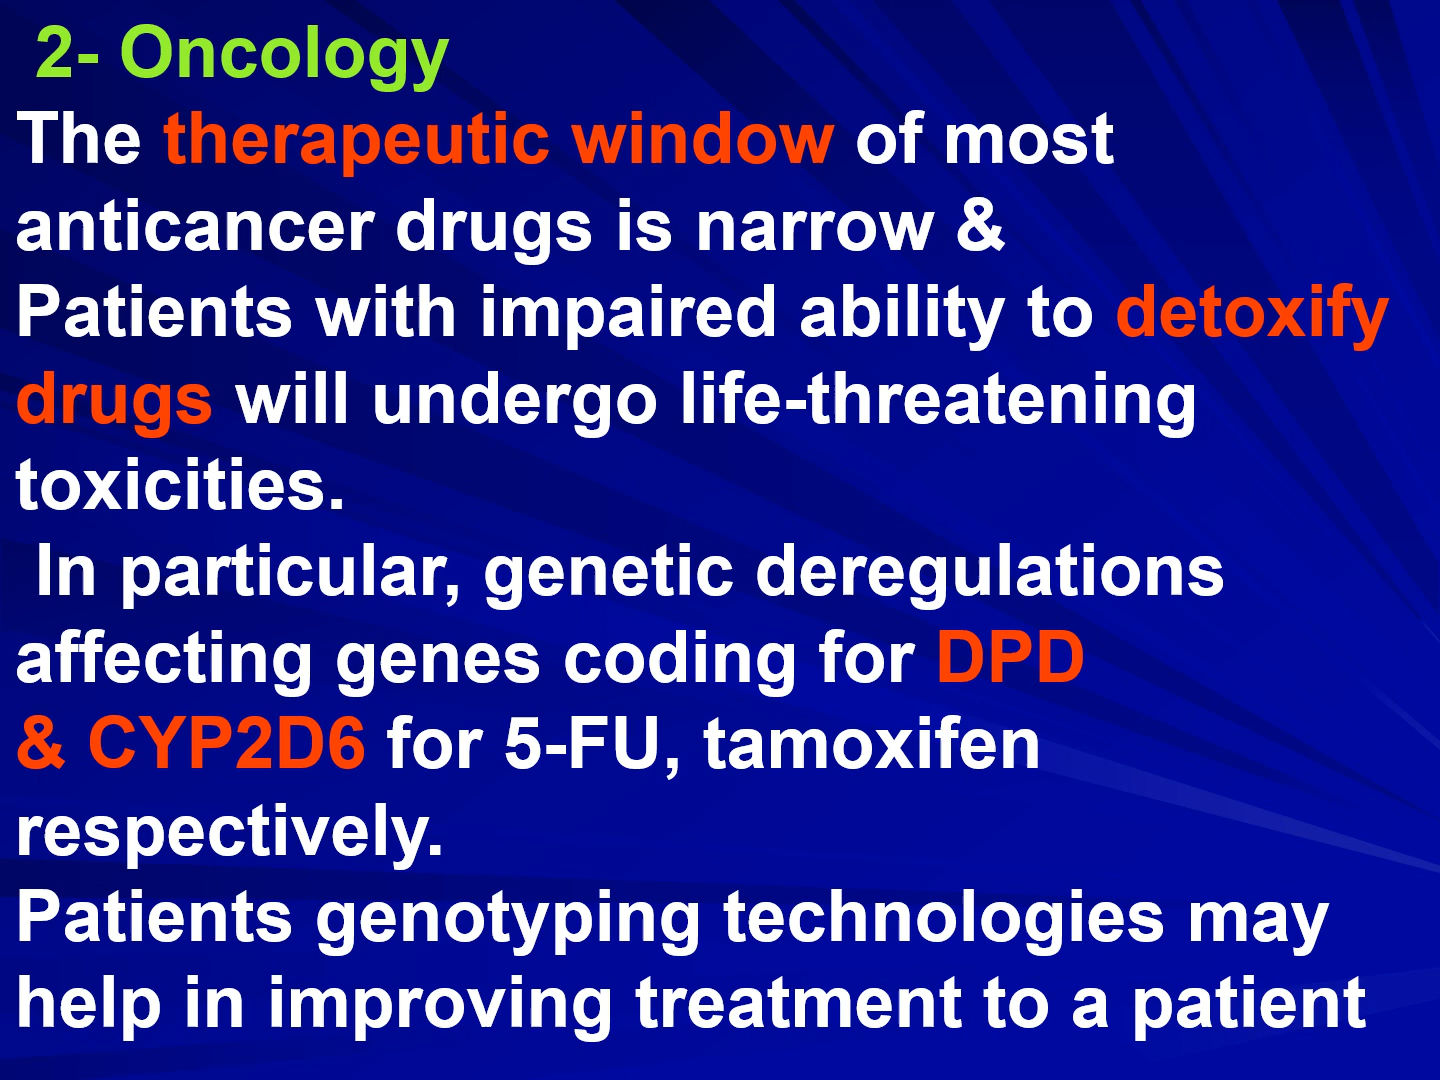 2- Oncology
The therapeutic window of most
anticancer drugs is narrow &
Patients with impaired ability to detoxify
drugs will undergo life-threatening
toxicities.
In particular, genetic deregulations
affecting genes coding for DPD
& CYP2D6 for 5-FU, tamoxifen
respectively.
Patients genotyping technologies may
help in improving treatment to a patient